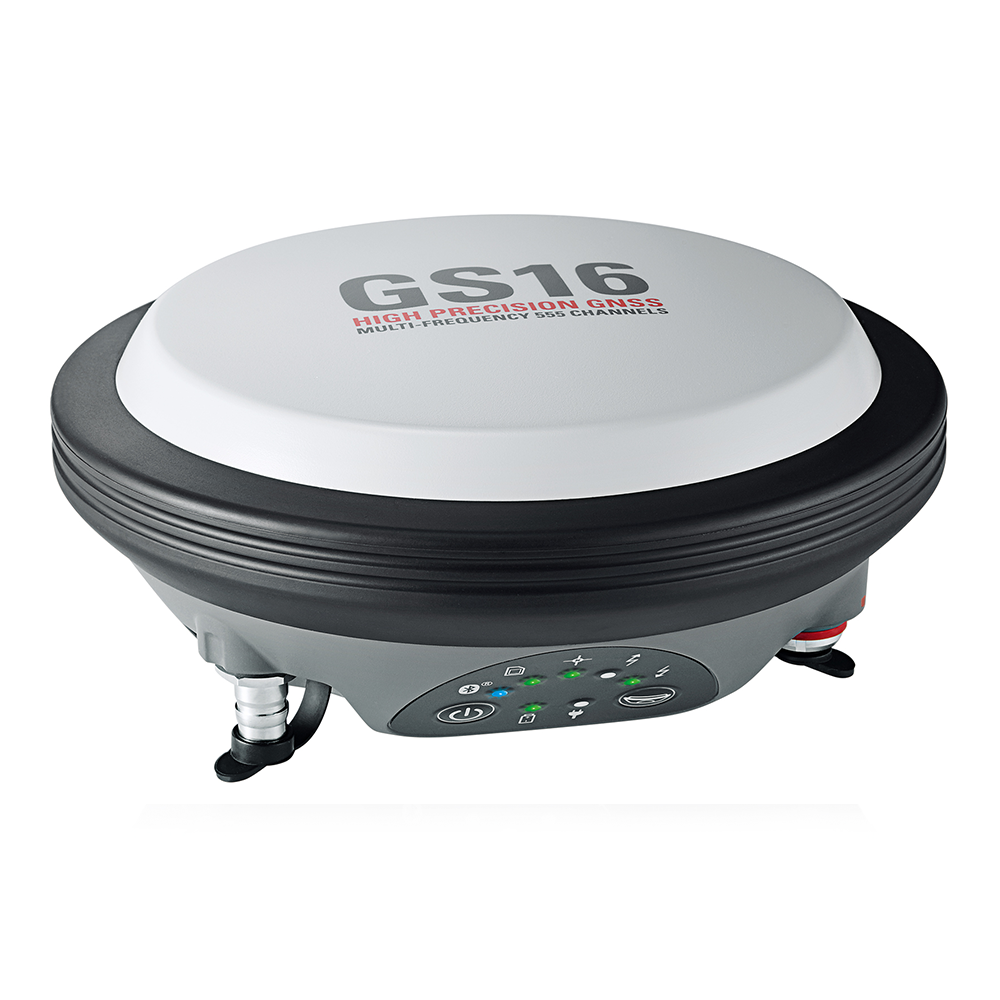 GS16
HIGH PRECISION GNSS
MULTI-FREQUENCY 555 CHANNELS